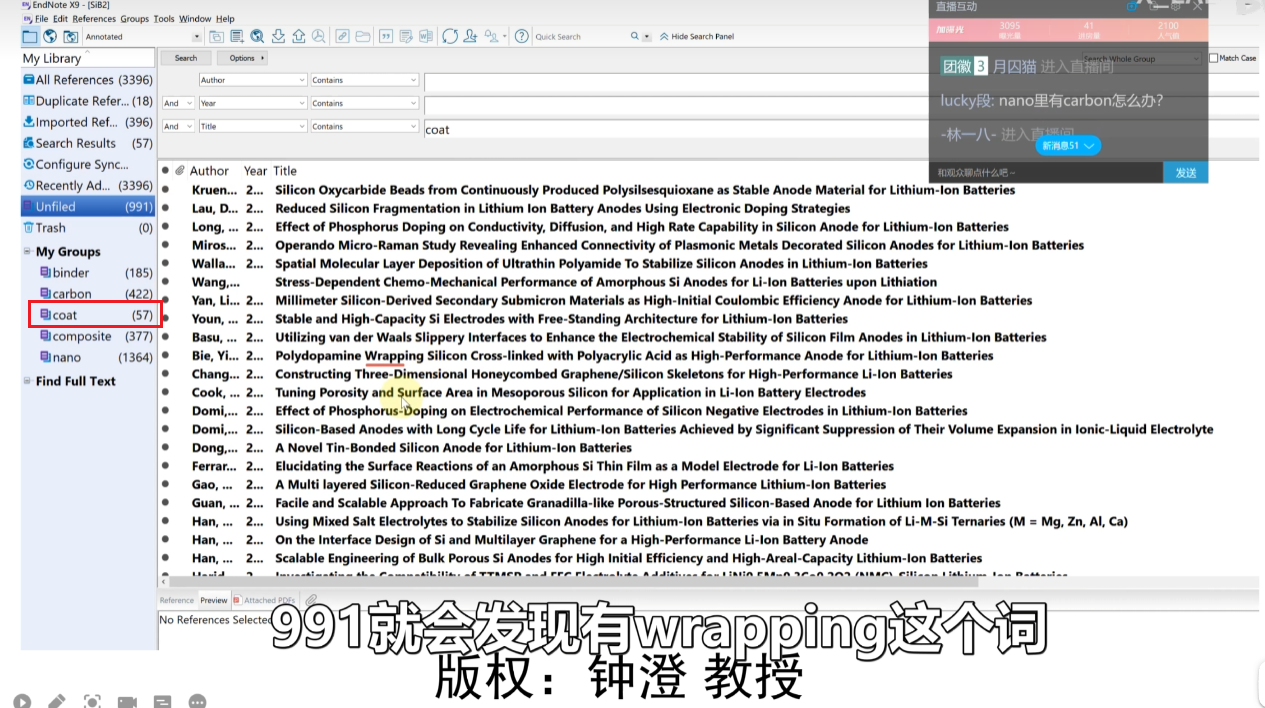 EndNote X9 - [SiB2]
File Edit References Groups Tools Window Help
Annotated
Quick Search
Hide Search Panel
My Library
All References (3396)
Duplicate Refer... (18)
Imported Ref... (396)
Search Results (57)
Configure Sync...
Recently Ad... (3396)
Unfiled (991)
Trash (0)
My Groups
binder (185)
carbon (422)
coat (57)
composite (377)
nano (1364)
Find Full Text
Search Options
Search Whole Group
Match Case
Author Contains
And Year Contains
And Title Contains coat
Author Year Title
Kruen... 2... Silicon Oxycarbide Beads from Continuously Produced Polysilsesquioxane as Stable Anode Material for Lithium-Ion Batteries
Lau, D... 2... Reduced Silicon Fragmentation in Lithium Ion Battery Anodes Using Electronic Doping Strategies
Long, ... 2... Effect of Phosphorus Doping on Conductivity, Diffusion, and High Rate Capability in Silicon Anode for Lithium-Ion Batteries
Miros... 2... Operando Micro-Raman Study Revealing Enhanced Connectivity of Plasmonic Metals Decorated Silicon Anodes for Lithium-Ion Batteries
Walla... 2... Spatial Molecular Layer Deposition of Ultrathin Polyamide To Stabilize Silicon Anodes in Lithium-Ion Batteries
Wang,... Stress-Dependent Chemo-Mechanical Performance of Amorphous Si Anodes for Li-Ion Batteries upon Lithiation
Yan, Li... 2... Millimeter Silicon-Derived Secondary Submicron Materials as High-Initial Coulombic Efficiency Anode for Lithium-Ion Batteries
Youn, ... 2... Stable and High-Capacity Si Electrodes with Free-Standing Architecture for Lithium-Ion Batteries
Basu, ... 2... Utilizing van der Waals Slippery Interfaces to Enhance the Electrochemical Stability of Silicon Film Anodes in Lithium-Ion Batteries
Bie, Yi... 2... Polydopamine Wrapping Silicon Cross-linked with Polyacrylic Acid as High-Performance Anode for Lithium-Ion Batteries
Chang... 2... Constructing Three-Dimensional Honeycombed Graphene/Silicon Skeletons for High-Performance Li-Ion Batteries
Cook, ... 2... Tuning Porosity and Surface Area in Mesoporous Silicon for Application in Li-Ion Battery Electrodes
Domi,... 2... Effect of Phosphorus-Doping on Electrochemical Performance of Silicon Negative Electrodes in Lithium-Ion Batteries
Domi,... 2... Silicon-Based Anodes with Long Cycle Life for Lithium-Ion Batteries Achieved by Significant Suppression of Their Volume Expansion in Ionic-Liquid Electrolyte
Dong,... 2... A Novel Tin-Bonded Silicon Anode for Lithium-Ion Batteries
Ferrar... 2... Elucidating the Surface Reactions of an Amorphous Si Thin Film as a Model Electrode for Li-Ion Batteries
Gao, ... 2... A Multi layered Silicon-Reduced Graphene Oxide Electrode for High Performance Lithium-Ion Batteries
Guan, ... 2... Facile and Scalable Approach To Fabricate Granadilla-like Porous-Structured Silicon-Based Anode for Lithium Ion Batteries
Han, ... 2... Using Mixed Salt Electrolytes to Stabilize Silicon Anodes for Lithium-Ion Batteries via in Situ Formation of Li-M-Si Ternaries (M = Mg, Zn, Al, Ca)
Han, ... 2... On the Interface Design of Si and Multilayer Graphene for a High-Performance Li-Ion Battery Anode
Han, ... 2... Scalable Engineering of Bulk Porous Si Anodes for High Initial Efficiency and High-Areal-Capacity Lithium-Ion Batteries
Reference Preview Attached PDFs
No References Selected
直播互动
3095 41 2100
团徽 3 月囚猫 进入直播间
lucky段: nano里有carbon怎么办?
-林一八- 进入直播间
新消息51
和观众聊点什么吧~
发送
991就会发现有wrapping这个词
版权：钟澄 教授